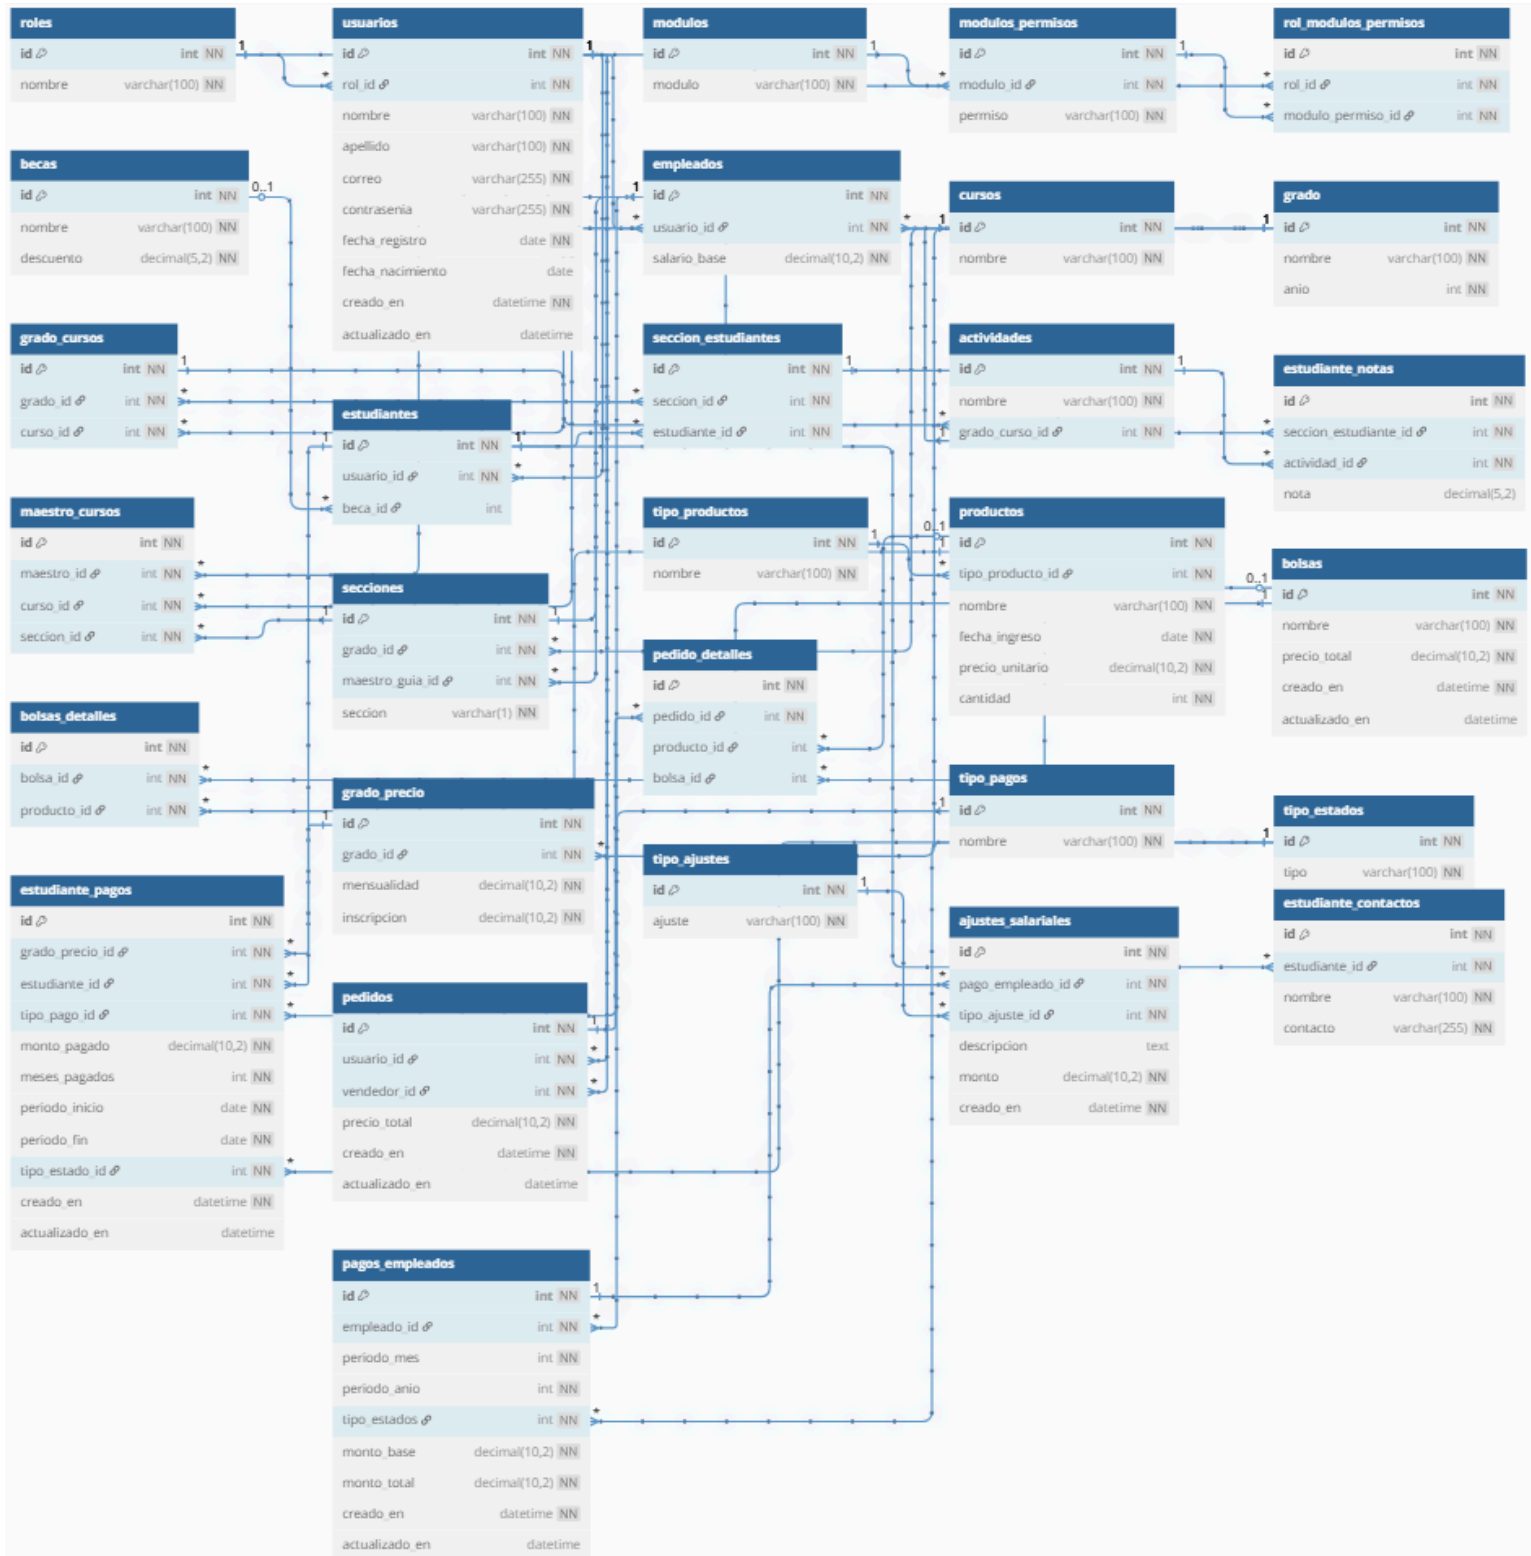 roles
id int NN
nombre varchar(100) NN
usuarios
id int NN
rol_id int NN
nombre varchar(100) NN
apellido varchar(100) NN
correo varchar(255) NN
contrasenia varchar(255) NN
fecha_registro date NN
fecha_nacimiento date
creado_en datetime NN
actualizado_en datetime
modulos
id int NN
modulo varchar(100) NN
modulos_permisos
id int NN
modulo_id int NN
permiso varchar(100) NN
rol_modulos_permisos
id int NN
rol_id int NN
modulo_permiso_id int NN
becas
id int NN
nombre varchar(100) NN
descuento decimal(5,2) NN
empleados
id int NN
usuario_id int NN
salario_base decimal(10,2) NN
cursos
id int NN
nombre varchar(100) NN
grado
id int NN
nombre varchar(100) NN
anio int NN
grado_cursos
id int NN
grado_id int NN
curso_id int NN
estudiantes
id int NN
usuario_id int NN
beca_id int
seccion_estudiantes
id int NN
seccion_id int NN
estudiante_id int NN
actividades
id int NN
nombre varchar(100) NN
grado_curso_id int NN
estudiante_notas
id int NN
seccion_estudiante_id int NN
actividad_id int NN
nota decimal(5,2)
maestro_cursos
id int NN
maestro_id int NN
curso_id int NN
seccion_id int NN
secciones
id int NN
grado_id int NN
maestro_guia_id int NN
seccion varchar(1) NN
tipo_productos
id int NN
nombre varchar(100) NN
productos
id int NN
tipo_producto_id int NN
nombre varchar(100) NN
fecha_ingreso date NN
precio_unitario decimal(10,2) NN
cantidad int NN
bolsas
id int NN
nombre varchar(100) NN
precio_total decimal(10,2) NN
creado_en datetime NN
actualizado_en datetime
pedido_detalles
id int NN
pedido_id int NN
producto_id int
bolsa_id int
bolsas_detalles
id int NN
bolsa_id int NN
producto_id int NN
grado_precio
id int NN
grado_id int NN
mensualidad decimal(10,2) NN
inscripcion decimal(10,2) NN
tipo_pagos
id int NN
nombre varchar(100) NN
tipo_estados
id int NN
tipo varchar(100) NN
tipo_ajustes
id int NN
ajuste varchar(100) NN
estudiante_pagos
id int NN
grado_precio_id int NN
estudiante_id int NN
tipo_pago_id int NN
monto_pagado decimal(10,2) NN
meses_pagados int NN
periodo_inicio date NN
periodo_fin date NN
tipo_estado_id int NN
creado_en datetime NN
actualizado_en datetime
ajustes_salariales
id int NN
pago_empleado_id int NN
tipo_ajuste_id int NN
descripcion text
monto decimal(10,2) NN
creado_en datetime NN
estudiante_contactos
id int NN
estudiante_id int NN
nombre varchar(100) NN
contacto varchar(255) NN
pedidos
id int NN
usuario_id int NN
vendedor_id int NN
precio_total decimal(10,2) NN
creado_en datetime NN
actualizado_en datetime
pagos_empleados
id int NN
empleado_id int NN
periodo_mes int NN
periodo_anio int NN
tipo_estados int NN
monto_base decimal(10,2) NN
monto_total decimal(10,2) NN
creado_en datetime NN
actualizado_en datetime